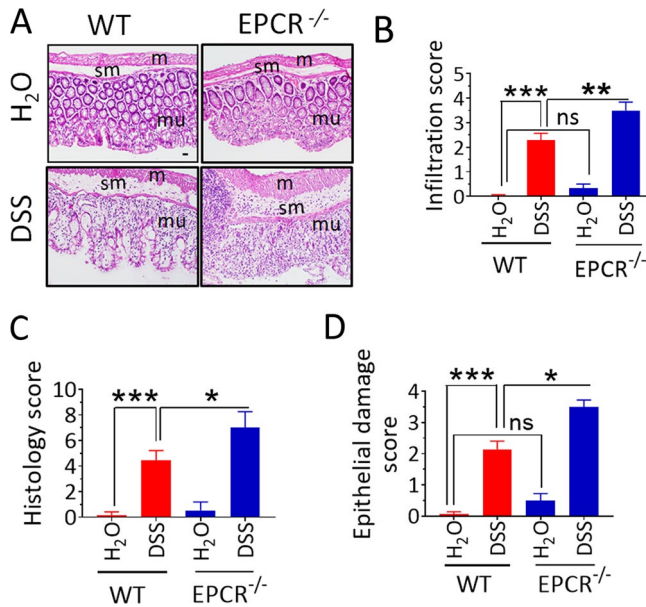 A
WT
EPCR⁻/⁻
H₂O
m
sm
mu
m
sm
mu
DSS
sm
m
mu
m
sm
mu
B
Infiltration score
5
4
3
2
1
0
***
**
ns
H₂O
DSS
H₂O
DSS
WT
EPCR⁻/⁻
C
Histology score
10
8
6
4
2
0
***
*
H₂O
DSS
H₂O
DSS
WT
EPCR⁻/⁻
D
Epithelial damage
score
4
3
2
1
0
***
*
ns
H₂O
DSS
H₂O
DSS
WT
EPCR⁻/⁻